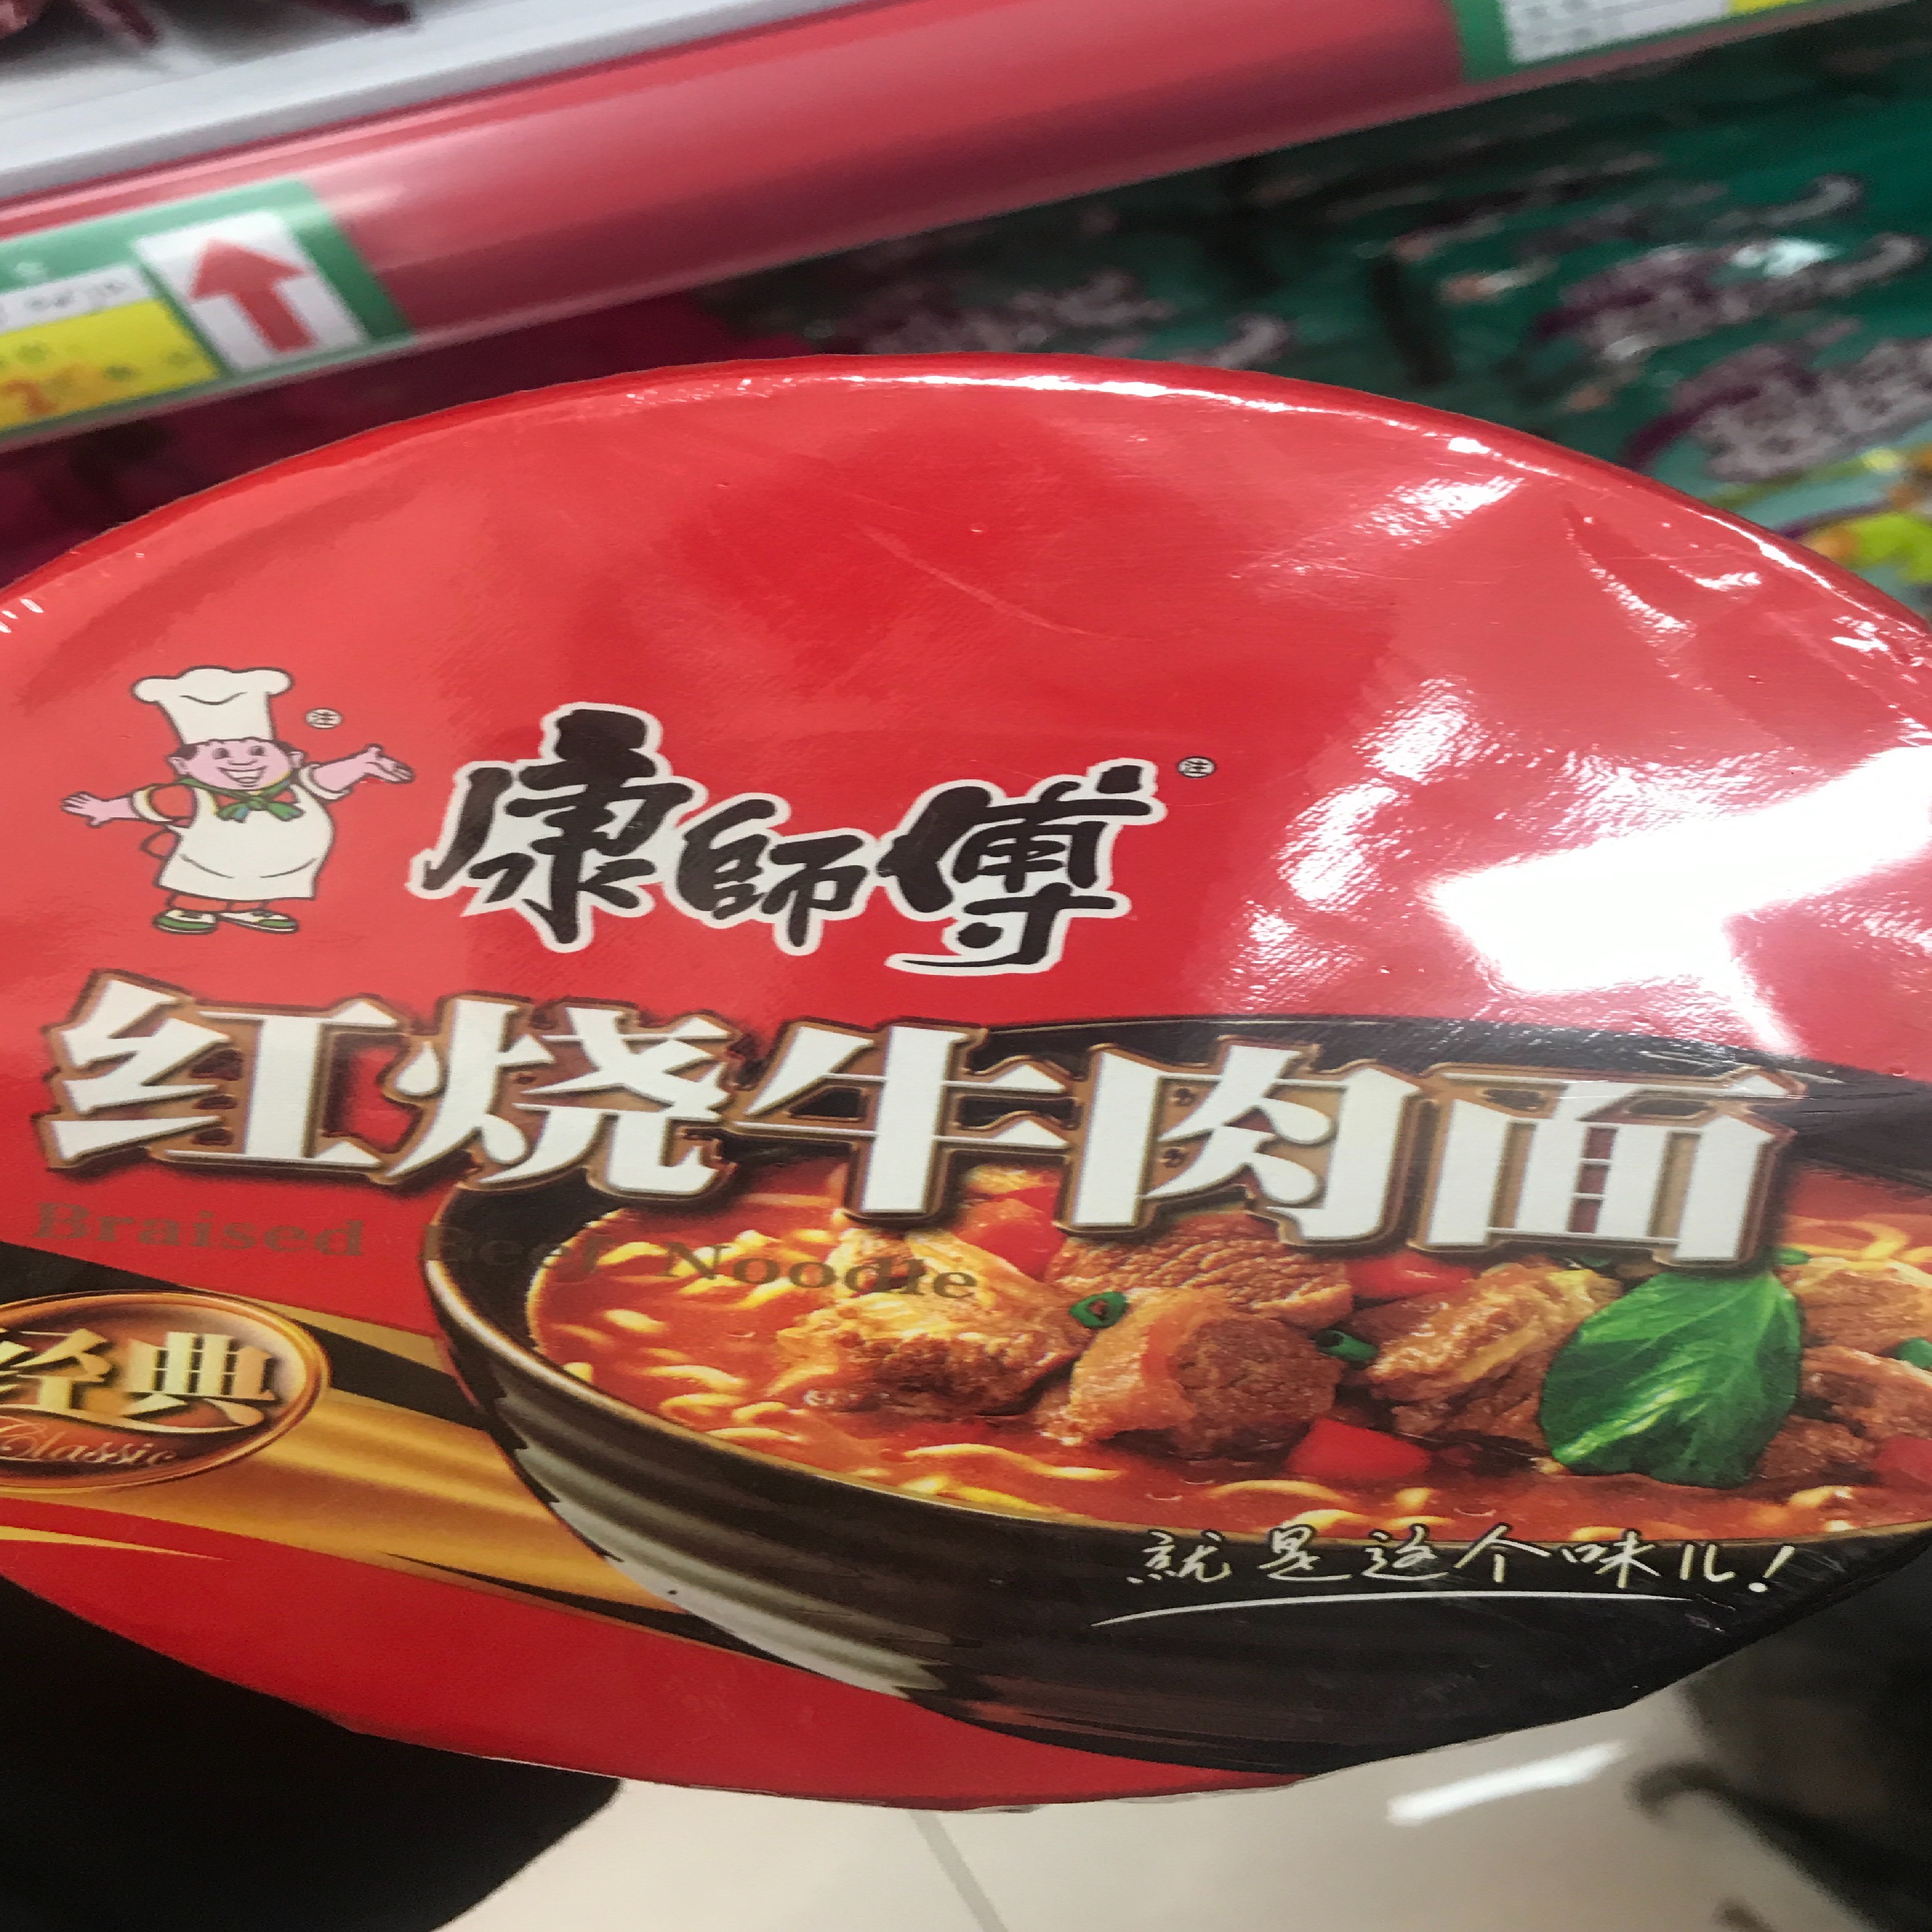 康師傅
红烧牛肉面
Braised Beef Noodle
经典
Classic
就是这个味儿!